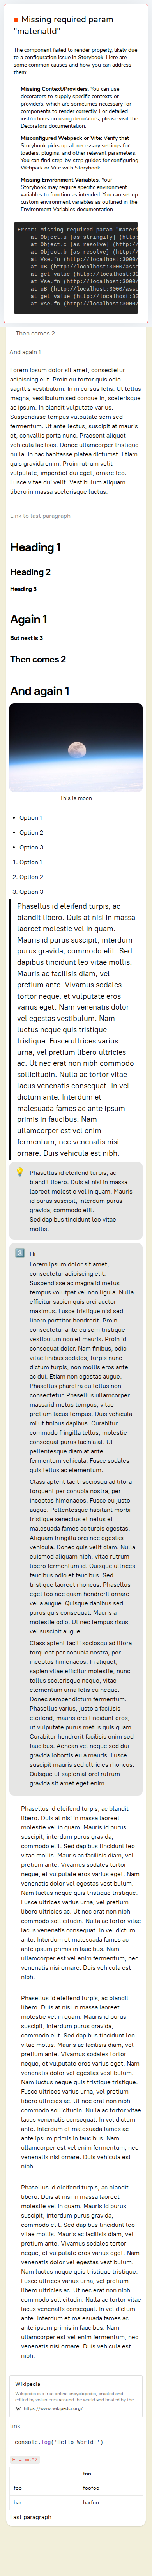 Missing required param
"materialId"
The component failed to render properly, likely due
to a configuration issue in Storybook. Here are
some common causes and how you can address
them:
Missing Context/Providers: You can use
decorators to supply specific contexts or
providers, which are sometimes necessary for
components to render correctly. For detailed
instructions on using decorators, please visit the
Decorators documentation.
Misconfigured Webpack or Vite: Verify that
Storybook picks up all necessary settings for
loaders, plugins, and other relevant parameters.
You can find step-by-step guides for configuring
Webpack or Vite with Storybook.
Missing Environment Variables: Your
Storybook may require specific environment
variables to function as intended. You can set up
custom environment variables as outlined in the
Environment Variables documentation.
Error: Missing required param "materi
at Object.u [as stringify] (http:
at Object.c [as resolve] (http://
at Object.b [as resolve] (http://
at Vse.fn (http://localhost:3000/
at uB (http://localhost:3000/asse
at get value (http://localhost:30
at Vse.fn (http://localhost:3000/
at uB (http://localhost:3000/asse
at get value (http://localhost:30
at Vse.fn (http://localhost:3000/
Then comes 2
And again 1
Lorem ipsum dolor sit amet, consectetur
adipiscing elit. Proin eu tortor quis odio
sagittis vestibulum. In in cursus felis. Ut tellus
magna, vestibulum sed congue in, scelerisque
at ipsum. In blandit vulputate varius.
Suspendisse tempus vulputate sem sed
fermentum. Ut ante lectus, suscipit at mauris
et, convallis porta nunc. Praesent aliquet
vehicula facilisis. Donec ullamcorper tristique
nulla. In hac habitasse platea dictumst. Etiam
quis gravida enim. Proin rutrum velit
vulputate, imperdiet dui eget, ornare leo.
Fusce vitae dui velit. Vestibulum aliquam
libero in massa scelerisque luctus.
Link to last paragraph
Heading 1
Heading 2
Heading 3
Again 1
But next is 3
Then comes 2
And again 1
This is moon
• Option 1
• Option 2
• Option 3
1. Option 1
2. Option 2
3. Option 3
Phasellus id eleifend turpis, ac
blandit libero. Duis at nisi in massa
laoreet molestie vel in quam.
Mauris id purus suscipit, interdum
purus gravida, commodo elit. Sed
dapibus tincidunt leo vitae mollis.
Mauris ac facilisis diam, vel
pretium ante. Vivamus sodales
tortor neque, et vulputate eros
varius eget. Nam venenatis dolor
vel egestas vestibulum. Nam
luctus neque quis tristique
tristique. Fusce ultrices varius
urna, vel pretium libero ultricies
ac. Ut nec erat non nibh commodo
sollicitudin. Nulla ac tortor vitae
lacus venenatis consequat. In vel
dictum ante. Interdum et
malesuada fames ac ante ipsum
primis in faucibus. Nam
ullamcorper est vel enim
fermentum, nec venenatis nisi
ornare. Duis vehicula est nibh.
💡 Phasellus id eleifend turpis, ac
blandit libero. Duis at nisi in massa
laoreet molestie vel in quam. Mauris
id purus suscipit, interdum purus
gravida, commodo elit.
Sed dapibus tincidunt leo vitae
mollis.
3️⃣ Hi
Lorem ipsum dolor sit amet,
consectetur adipiscing elit.
Suspendisse ac magna id metus
tempus volutpat vel non ligula. Nulla
efficitur sapien quis orci auctor
maximus. Fusce tristique nisi sed
libero porttitor hendrerit. Proin
consectetur ante eu sem tristique
vestibulum non et mauris. Proin id
consequat dolor. Nam finibus, odio
vitae finibus sodales, turpis nunc
dictum turpis, non mollis eros ante
ac dui. Etiam non egestas augue.
Phasellus pharetra eu tellus non
consectetur. Phasellus ullamcorper
massa id metus tempus, vitae
pretium lacus tempus. Duis vehicula
mi ut finibus dapibus. Curabitur
commodo fringilla tellus, molestie
consequat purus lacinia at. Ut
pellentesque diam at ante
fermentum vehicula. Fusce sodales
quis tellus ac elementum.
Class aptent taciti sociosqu ad litora
torquent per conubia nostra, per
inceptos himenaeos. Fusce eu justo
augue. Pellentesque habitant morbi
tristique senectus et netus et
malesuada fames ac turpis egestas.
Aliquam fringilla orci nec egestas
vehicula. Donec quis velit diam. Nulla
euismod aliquam nibh, vitae rutrum
libero fermentum id. Quisque ultrices
faucibus odio et faucibus. Sed
tristique laoreet rhoncus. Phasellus
eget leo nec quam hendrerit ornare
vel a augue. Quisque dapibus sed
purus quis consequat. Mauris a
molestie odio. Ut nec tempus risus,
vel suscipit augue.
Class aptent taciti sociosqu ad litora
torquent per conubia nostra, per
inceptos himenaeos. In aliquet,
sapien vitae efficitur molestie, nunc
tellus scelerisque neque, vitae
elementum urna felis eu neque.
Donec semper dictum fermentum.
Phasellus varius, justo a facilisis
eleifend, mauris orci tincidunt eros,
ut vulputate purus metus quis quam.
Curabitur hendrerit facilisis enim sed
faucibus. Aenean vel neque sed dui
gravida lobortis eu a mauris. Fusce
suscipit mauris sed ultricies rhoncus.
Quisque ut sapien at orci rutrum
gravida sit amet eget enim.
Phasellus id eleifend turpis, ac blandit
libero. Duis at nisi in massa laoreet
molestie vel in quam. Mauris id purus
suscipit, interdum purus gravida,
commodo elit. Sed dapibus tincidunt leo
vitae mollis. Mauris ac facilisis diam, vel
pretium ante. Vivamus sodales tortor
neque, et vulputate eros varius eget. Nam
venenatis dolor vel egestas vestibulum.
Nam luctus neque quis tristique tristique.
Fusce ultrices varius urna, vel pretium
libero ultricies ac. Ut nec erat non nibh
commodo sollicitudin. Nulla ac tortor vitae
lacus venenatis consequat. In vel dictum
ante. Interdum et malesuada fames ac
ante ipsum primis in faucibus. Nam
ullamcorper est vel enim fermentum, nec
venenatis nisi ornare. Duis vehicula est
nibh.
Phasellus id eleifend turpis, ac blandit
libero. Duis at nisi in massa laoreet
molestie vel in quam. Mauris id purus
suscipit, interdum purus gravida,
commodo elit. Sed dapibus tincidunt leo
vitae mollis. Mauris ac facilisis diam, vel
pretium ante. Vivamus sodales tortor
neque, et vulputate eros varius eget. Nam
venenatis dolor vel egestas vestibulum.
Nam luctus neque quis tristique tristique.
Fusce ultrices varius urna, vel pretium
libero ultricies ac. Ut nec erat non nibh
commodo sollicitudin. Nulla ac tortor vitae
lacus venenatis consequat. In vel dictum
ante. Interdum et malesuada fames ac
ante ipsum primis in faucibus. Nam
ullamcorper est vel enim fermentum, nec
venenatis nisi ornare. Duis vehicula est
nibh.
Phasellus id eleifend turpis, ac blandit
libero. Duis at nisi in massa laoreet
molestie vel in quam. Mauris id purus
suscipit, interdum purus gravida,
commodo elit. Sed dapibus tincidunt leo
vitae mollis. Mauris ac facilisis diam, vel
pretium ante. Vivamus sodales tortor
neque, et vulputate eros varius eget. Nam
venenatis dolor vel egestas vestibulum.
Nam luctus neque quis tristique tristique.
Fusce ultrices varius urna, vel pretium
libero ultricies ac. Ut nec erat non nibh
commodo sollicitudin. Nulla ac tortor vitae
lacus venenatis consequat. In vel dictum
ante. Interdum et malesuada fames ac
ante ipsum primis in faucibus. Nam
ullamcorper est vel enim fermentum, nec
venenatis nisi ornare. Duis vehicula est
nibh.
Wikipedia
Wikipedia is a free online encyclopedia, created and
edited by volunteers around the world and hosted by the
W https://www.wikipedia.org/
link
console.log('Hello World!')
E = mc^2
foo
foo foofoo
bar barfoo
Last paragraph